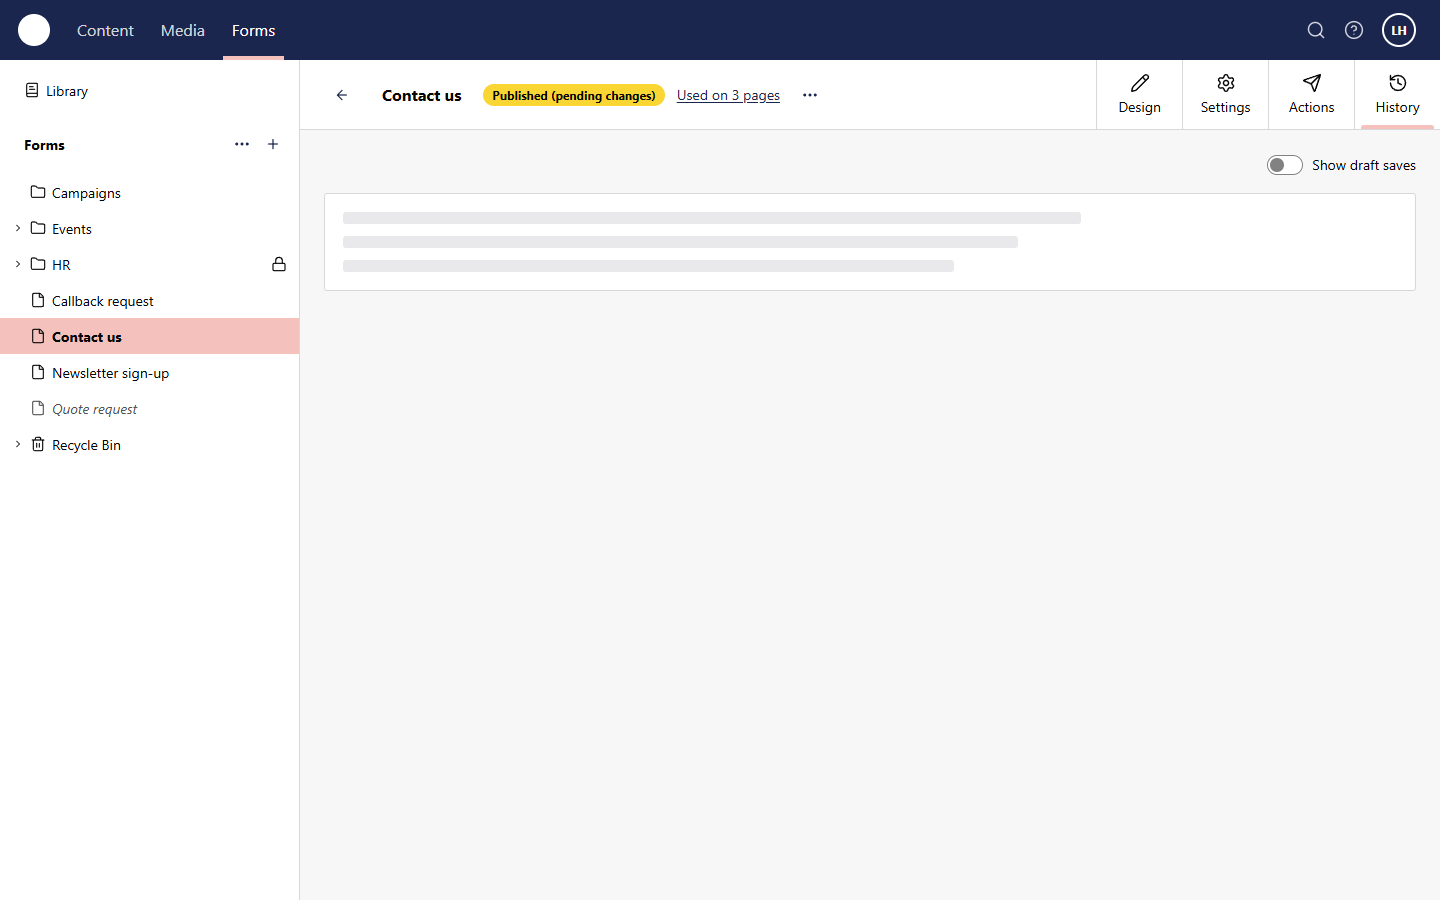 Content Media Forms
LH
Library
Forms
Campaigns
Events
HR
Callback request
Contact us
Newsletter sign-up
Quote request
Recycle Bin
Contact us
Published (pending changes)
Used on 3 pages
Design
Settings
Actions
History
Show draft saves